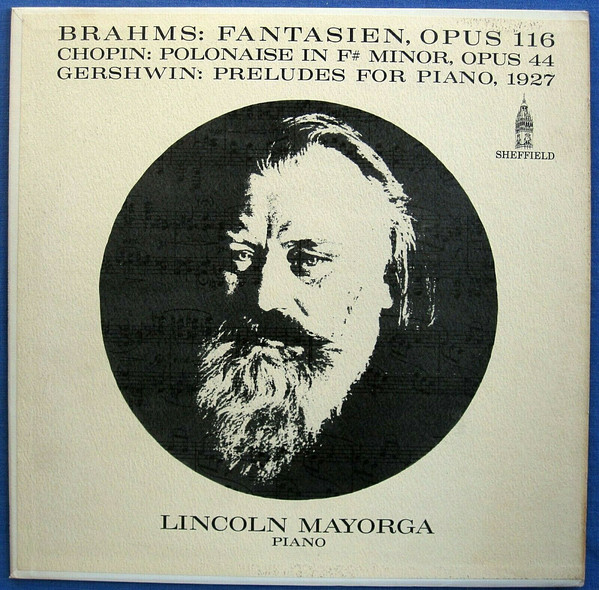 BRAHMS: FANTASIEN, OPUS 116
CHOPIN: POLONAISE IN F# MINOR, OPUS 44
GERSHWIN: PRELUDES FOR PIANO, 1927
SHEFFIELD
LINCOLN MAYORGA
PIANO